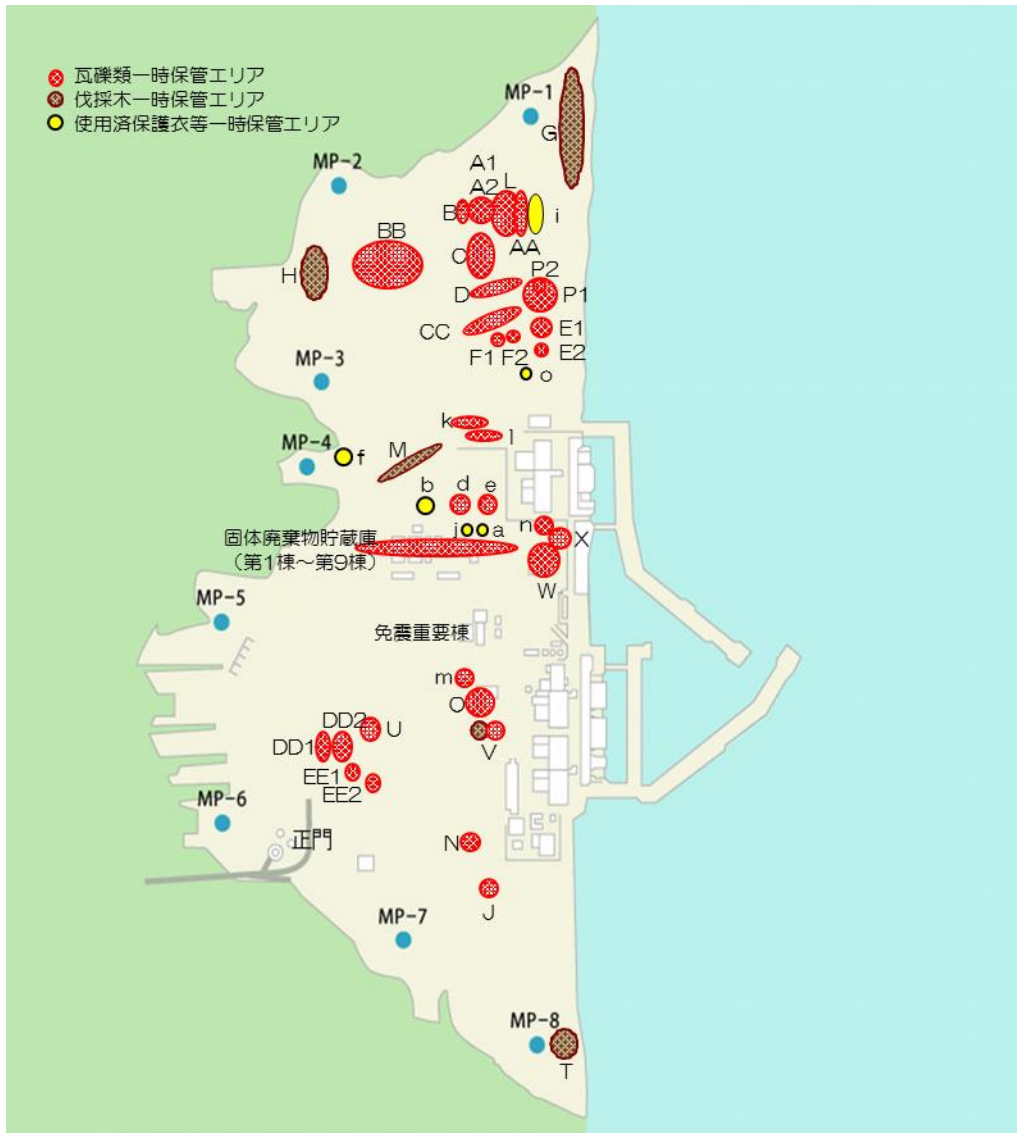 瓦礫類一時保管エリア
伐採木一時保管エリア
使用済保護衣等一時保管エリア
MP-1
G
MP-2
A1
A2
L
B
i
AA
BB
C
H
P2
D
P1
CC
E1
F1
F2
E2
o
MP-3
k
l
M
MP-4
f
b
d
e
n
j
a
X
固体廃棄物貯蔵庫
（第1棟～第9棟）
W
MP-5
免震重要棟
m
O
DD2
U
DD1
V
EE1
EE2
MP-6
正門
N
J
MP-7
MP-8
T